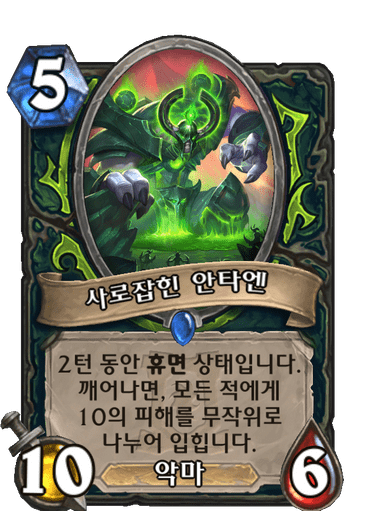 5
사로잡힌 안타엔
2턴 동안 휴면 상태입니다.
깨어나면, 모든 적에게
10의 피해를 무작위로
나누어 입힙니다.
10
악마
6